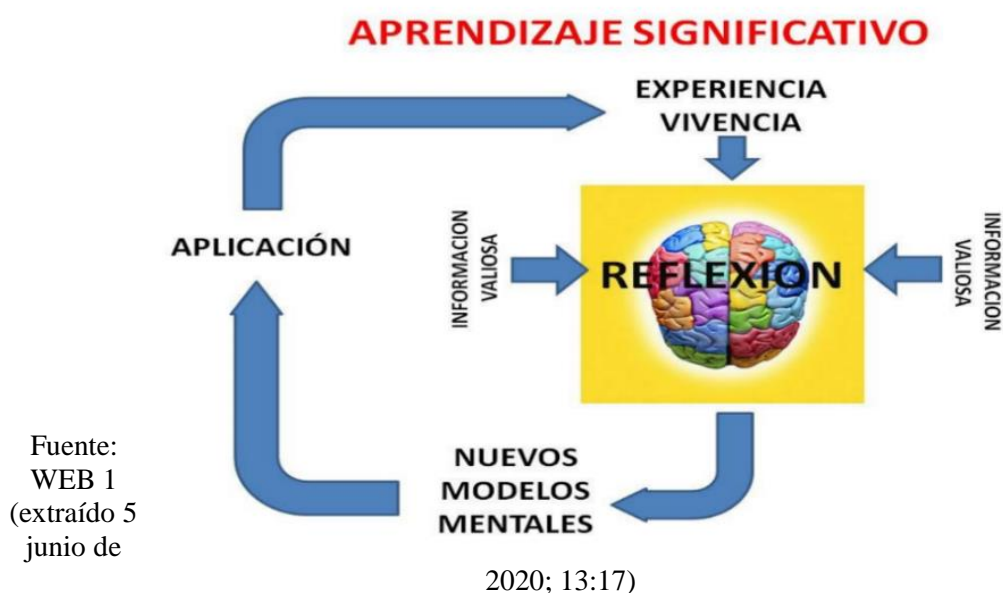 APRENDIZAJE SIGNIFICATIVO
EXPERIENCIA
VIVENCIA
APLICACIÓN
INFORMACION
VALIOSA
REFLEXION
INFORMACION
VALIOSA
NUEVOS
MODELOS
MENTALES
Fuente:
WEB 1
(extraído 5
junio de
2020; 13:17)